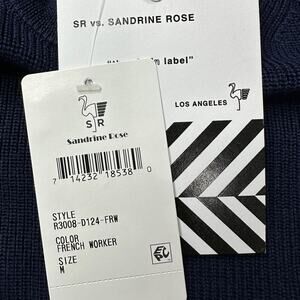 SR vs. SANDRINE ROSE
label"
LOS ANGELES
S R
Sandrine Rose
7 14232 18538 0
STYLE
R3008-D124-FRW
COLOR
FRENCH WORKER
SIZE
M